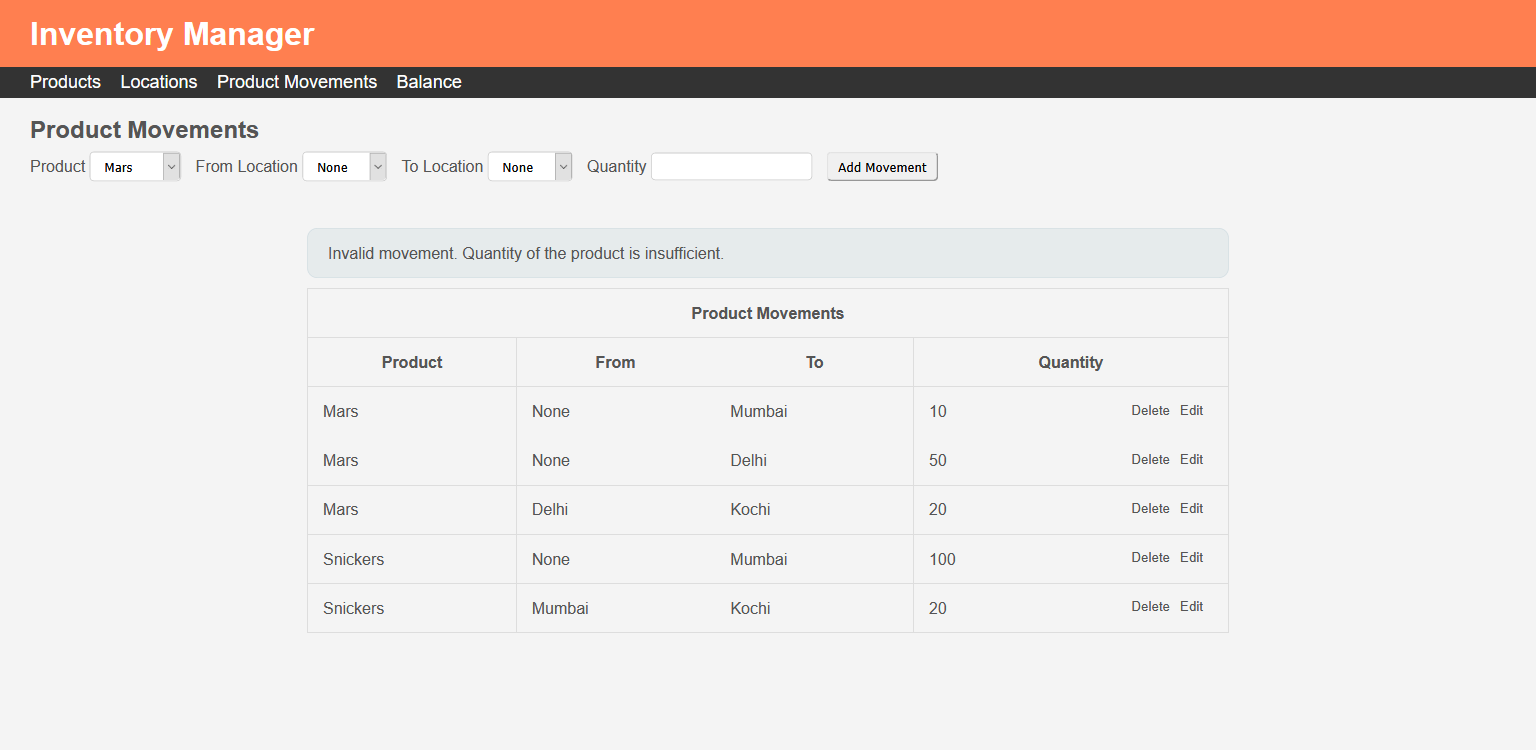 Inventory Manager
Products Locations Product Movements Balance
Product Movements
Product Mars From Location None To Location None Quantity Add Movement
Invalid movement. Quantity of the product is insufficient.
Product Movements
Product From To Quantity
Mars None Mumbai 10 Delete Edit
Mars None Delhi 50 Delete Edit
Mars Delhi Kochi 20 Delete Edit
Snickers None Mumbai 100 Delete Edit
Snickers Mumbai Kochi 20 Delete Edit